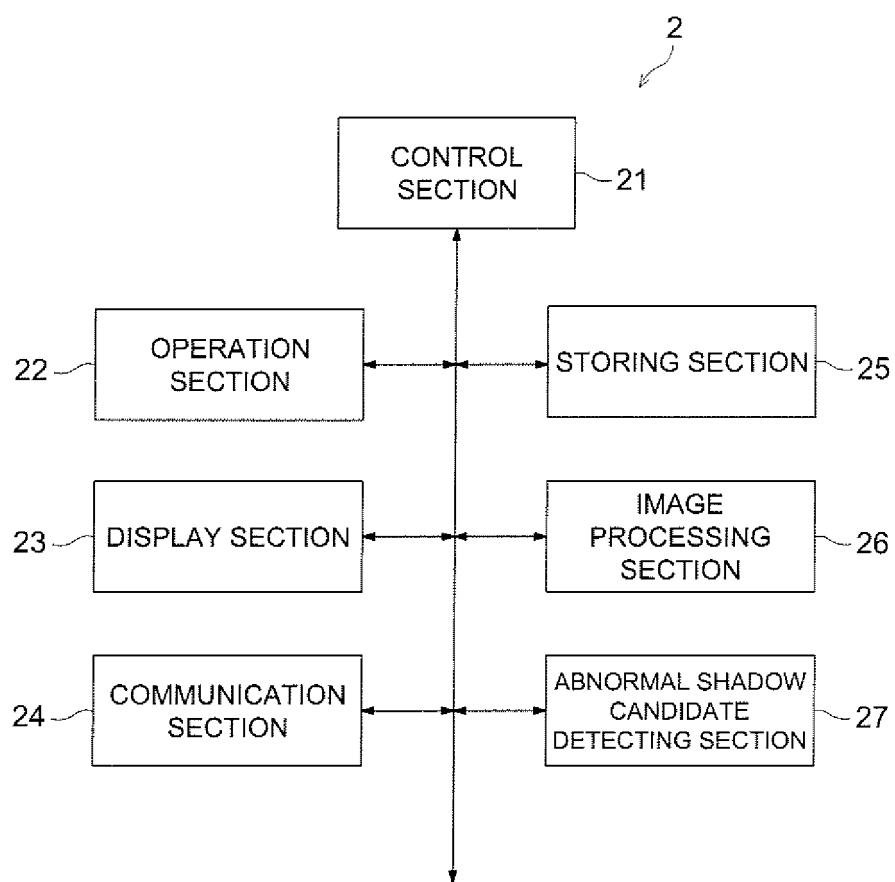 2
CONTROL
SECTION
21
OPERATION
SECTION
22
STORING SECTION
25
DISPLAY SECTION
23
IMAGE
PROCESSING
SECTION
26
COMMUNICATION
SECTION
24
ABNORMAL SHADOW
CANDIDATE
DETECTING SECTION
27